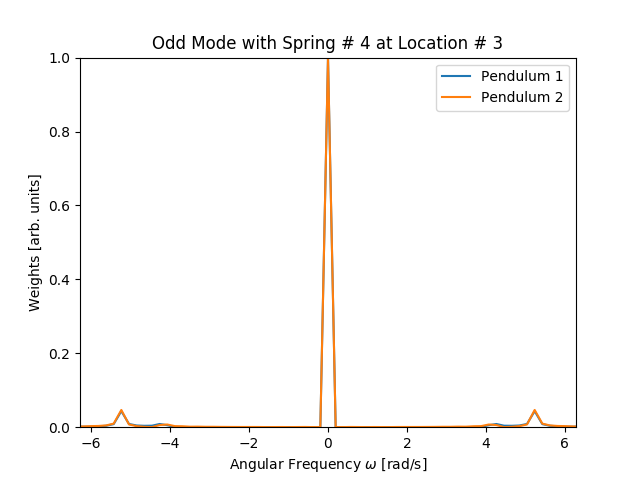 Odd Mode with Spring # 4 at Location # 3
Pendulum 1
Pendulum 2
Weights [arb. units]
1.0
0.8
0.6
0.4
0.2
0.0
−6
−4
−2
0
2
4
6
Angular Frequency ω [rad/s]